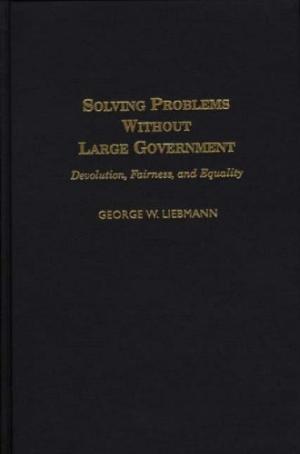 SOLVING PROBLEMS
WITHOUT
LARGE GOVERNMENT
Devolution, Fairness, and Equality
GEORGE W. LIEBMANN